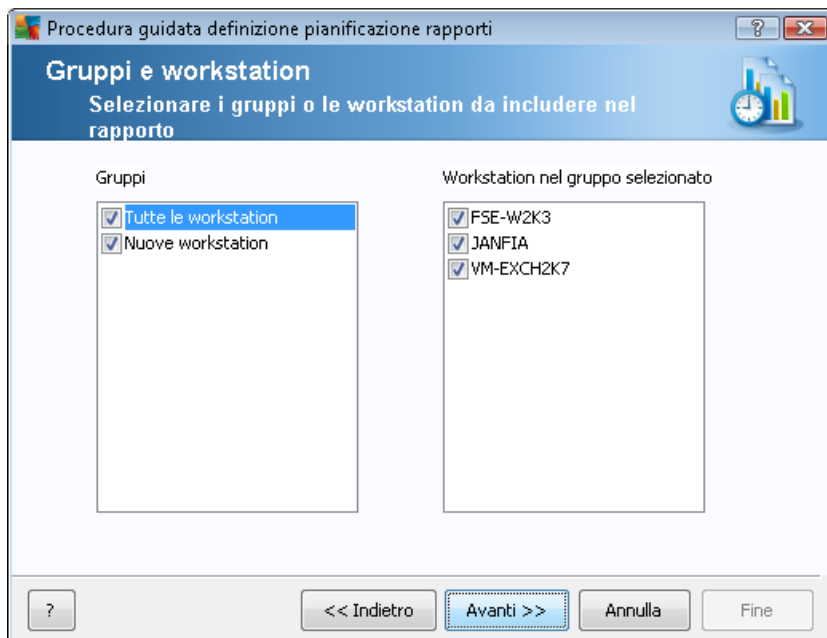 Procedura guidata definizione pianificazione rapporti
?
Gruppi e workstation
Selezionare i gruppi o le workstation da includere nel
rapporto
Gruppi
Tutte le workstation
Nuove workstation
Workstation nel gruppo selezionato
FSE-W2K3
JANFIA
VM-EXCH2K7
?
<< Indietro
Avanti >>
Annulla
Fine